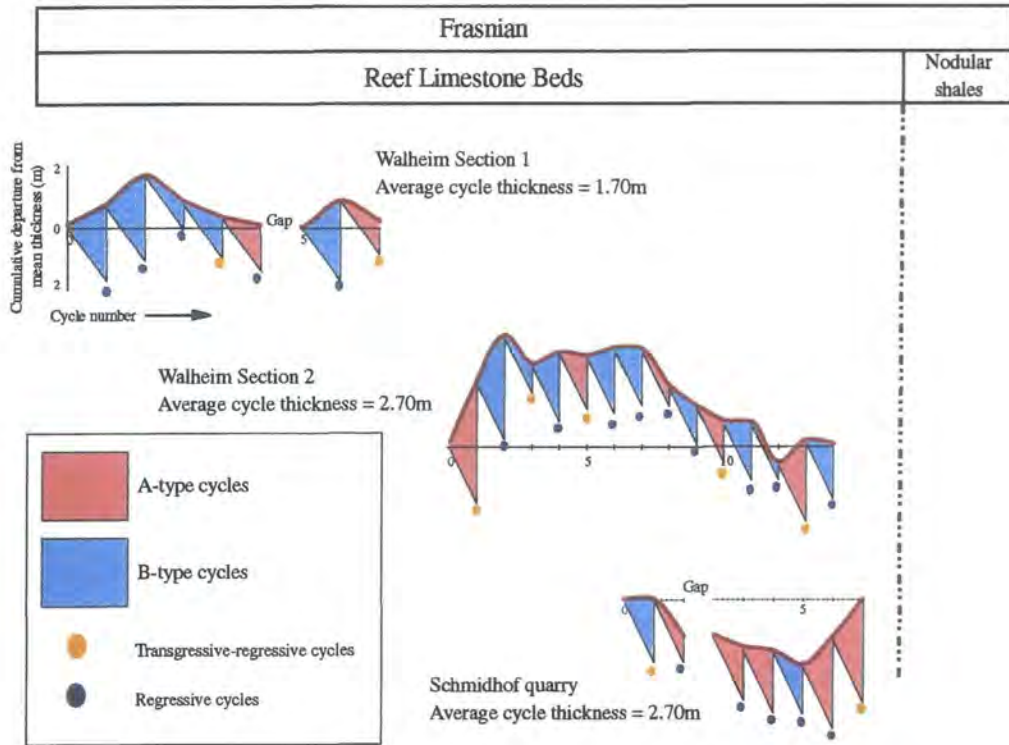 Frasnian
Reef Limestone Beds
Nodular
shales
Cumulative departure from
mean thickness (m)
2
0
2
0
Gap
5
Cycle number
Walheim Section 1
Average cycle thickness = 1.70m
Walheim Section 2
Average cycle thickness = 2.70m
0
5
10
A-type cycles
B-type cycles
Transgressive-regressive cycles
Regressive cycles
0
Gap
5
Schmidhof quarry
Average cycle thickness = 2.70m